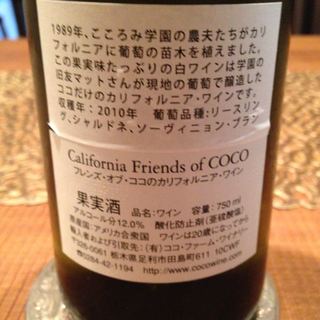 1989年、こころみ学園の農夫たちがカリ
フォルニアに葡萄の苗木を植えました。
この果実味たっぷりの白ワインは学園の
旧友マットさんが現地の葡萄で醸造した
ココだけのカリフォルニア・ワインです。
収穫年：2010年　葡萄品種:リースリン
グ、シャルドネ、ソーヴィニョン・ブラン
California Friends of COCO
フレンズ・オブ・ココのカリフォルニア・ワイン
果実酒　品名：ワイン　容量：750 ml
アルコール分12.0%　酸化防止剤（亜硫酸塩）
原産国：アメリカ合衆国　ワインは20歳になってから
輸入者および引取先：（有）ココ・ファーム・ワイナリー
〒326-0061　栃木県足利市田島町611　10CWF
☎0284-42-1194　http://www.cocowine.com